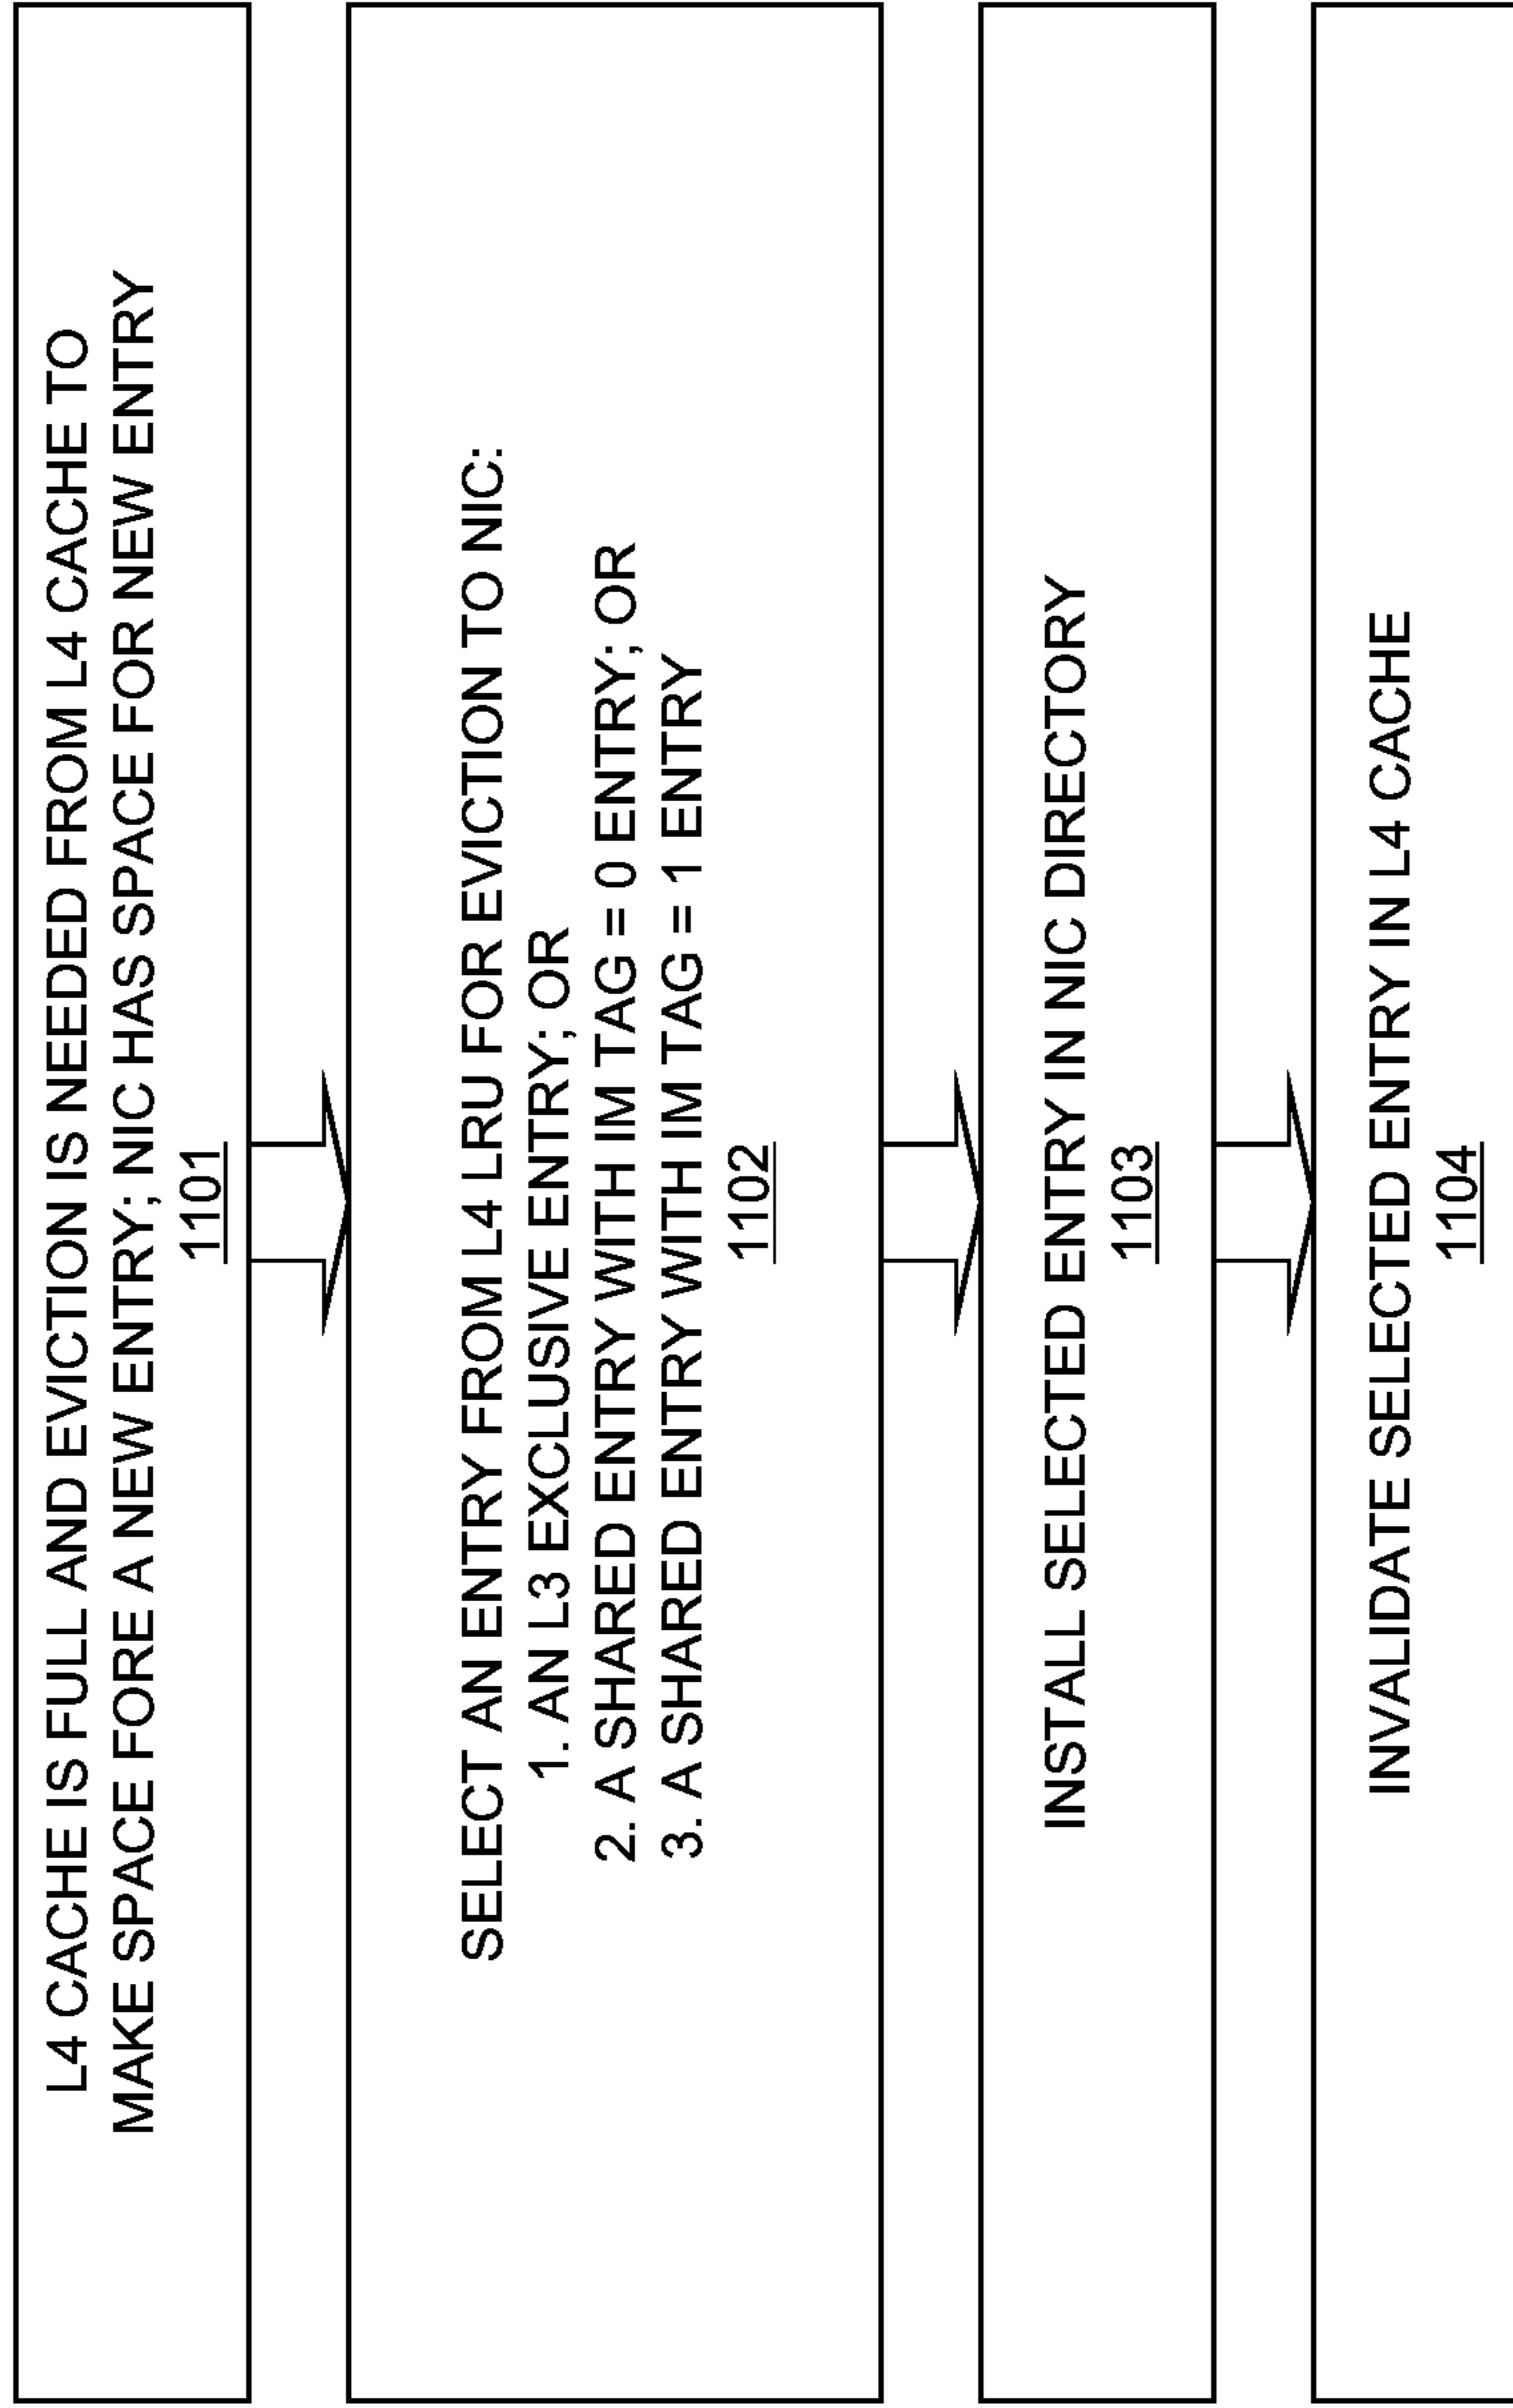 L4 CACHE IS FULL AND EVICTION IS NEEDED FROM L4 CACHE TO
MAKE SPACE FORE A NEW ENTRY; NIC HAS SPACE FOR NEW ENTRY
1101
SELECT AN ENTRY FROM L4 LRU FOR EVICTION TO NIC:
1. AN L3 EXCLUSIVE ENTRY; OR
2. A SHARED ENTRY WITH IM TAG = 0 ENTRY; OR
3. A SHARED ENTRY WITH IM TAG = 1 ENTRY
1102
INSTALL SELECTED ENTRY IN NIC DIRECTORY
1103
INVALIDATE SELECTED ENTRY IN L4 CACHE
1104